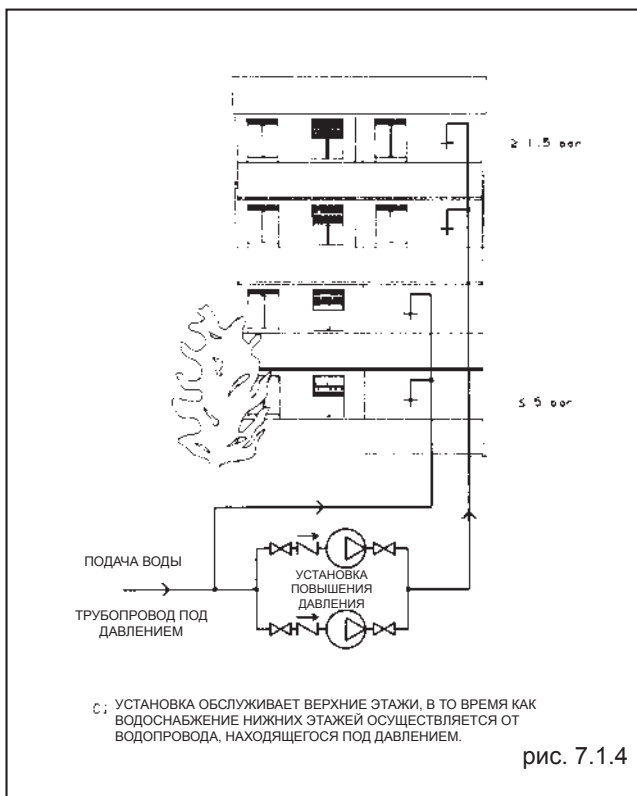 ≥ 1.5 bar
≤ 5 bar
ПОДАЧА ВОДЫ
ТРУБОПРОВОД ПОД
ДАВЛЕНИЕМ
УСТАНОВКА
ПОВЫШЕНИЯ
ДАВЛЕНИЯ
УСТАНОВКА ОБСЛУЖИВАЕТ ВЕРХНИЕ ЭТАЖИ, В ТО ВРЕМЯ КАК
ВОДОСНАБЖЕНИЕ НИЖНИХ ЭТАЖЕЙ ОСУЩЕСТВЛЯЕТСЯ ОТ
ВОДОПРОВОДА, НАХОДЯЩЕГОСЯ ПОД ДАВЛЕНИЕМ.
рис. 7.1.4